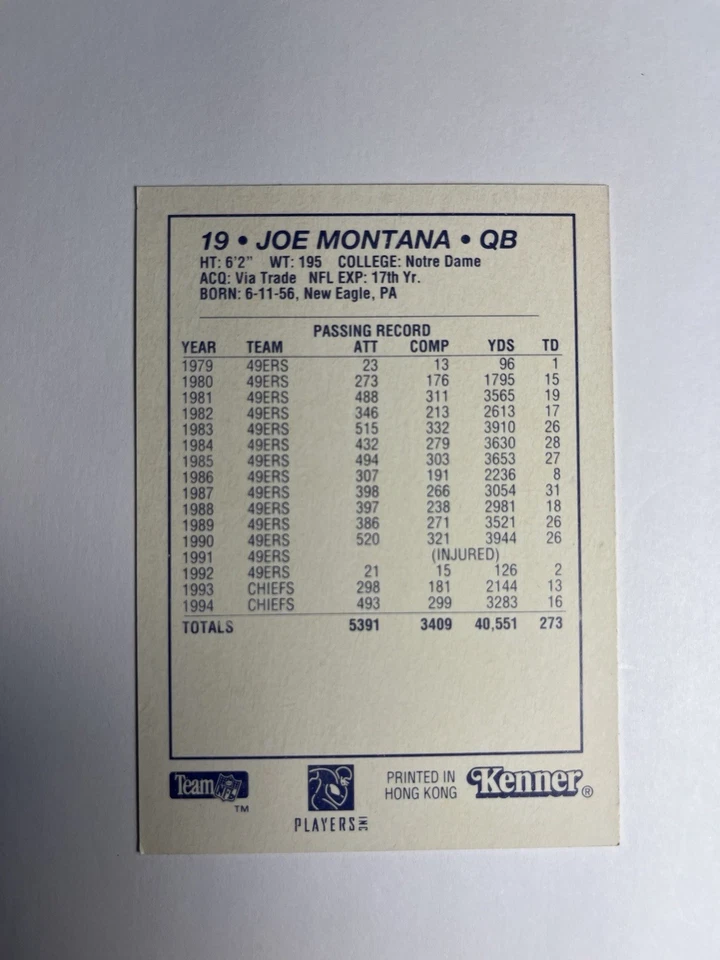 19 • JOE MONTANA • QB
HT: 6'2" WT: 195 COLLEGE: Notre Dame
ACQ: Via Trade NFL EXP: 17th Yr.
BORN: 6-11-56, New Eagle, PA
PASSING RECORD
YEAR TEAM ATT COMP YDS TD
1979 49ERS 23 13 96 1
1980 49ERS 273 176 1795 15
1981 49ERS 488 311 3565 19
1982 49ERS 346 213 2613 17
1983 49ERS 515 332 3910 26
1984 49ERS 432 279 3630 28
1985 49ERS 494 303 3653 27
1986 49ERS 307 191 2236 8
1987 49ERS 398 266 3054 31
1988 49ERS 397 238 2981 18
1989 49ERS 386 271 3521 26
1990 49ERS 520 321 3944 26
1991 49ERS (INJURED)
1992 49ERS 21 15 126 2
1993 CHIEFS 298 181 2144 13
1994 CHIEFS 493 299 3283 16
TOTALS 5391 3409 40,551 273
Team NFL TM
PLAYERS INC
PRINTED IN
HONG KONG
Kenner ®